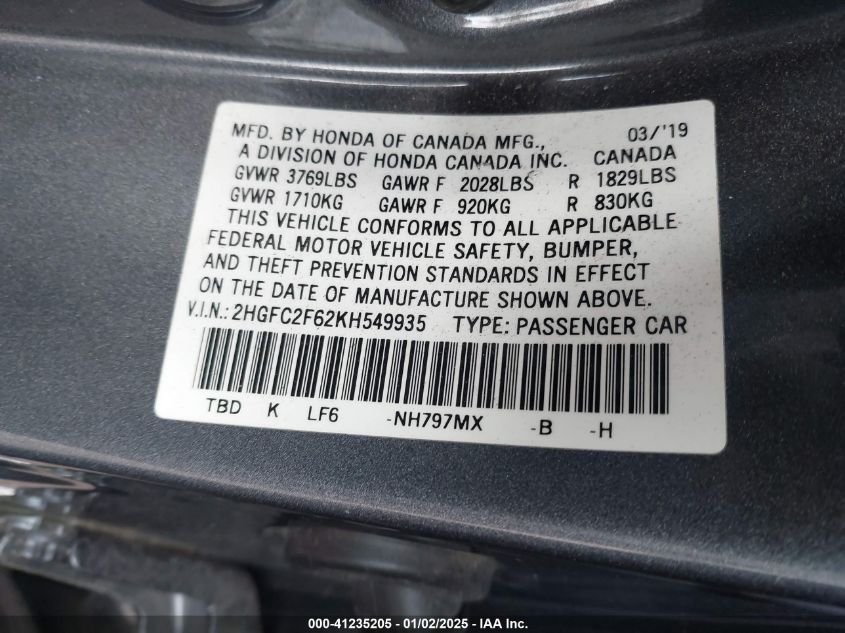 MFD. BY HONDA OF CANADA MFG., 03/'19
A DIVISION OF HONDA CANADA INC. CANADA
GVWR 3769LBS GAWR F 2028LBS R 1829LBS
GVWR 1710KG GAWR F 920KG R 830KG
THIS VEHICLE CONFORMS TO ALL APPLICABLE
FEDERAL MOTOR VEHICLE SAFETY, BUMPER,
AND THEFT PREVENTION STANDARDS IN EFFECT
ON THE DATE OF MANUFACTURE SHOWN ABOVE.
V.I.N.: 2HGFC2F62KH549935 TYPE: PASSENGER CAR
TBD K LF6 -NH797MX -B -H
000-41235205 - 01/02/2025 - IAA Inc.